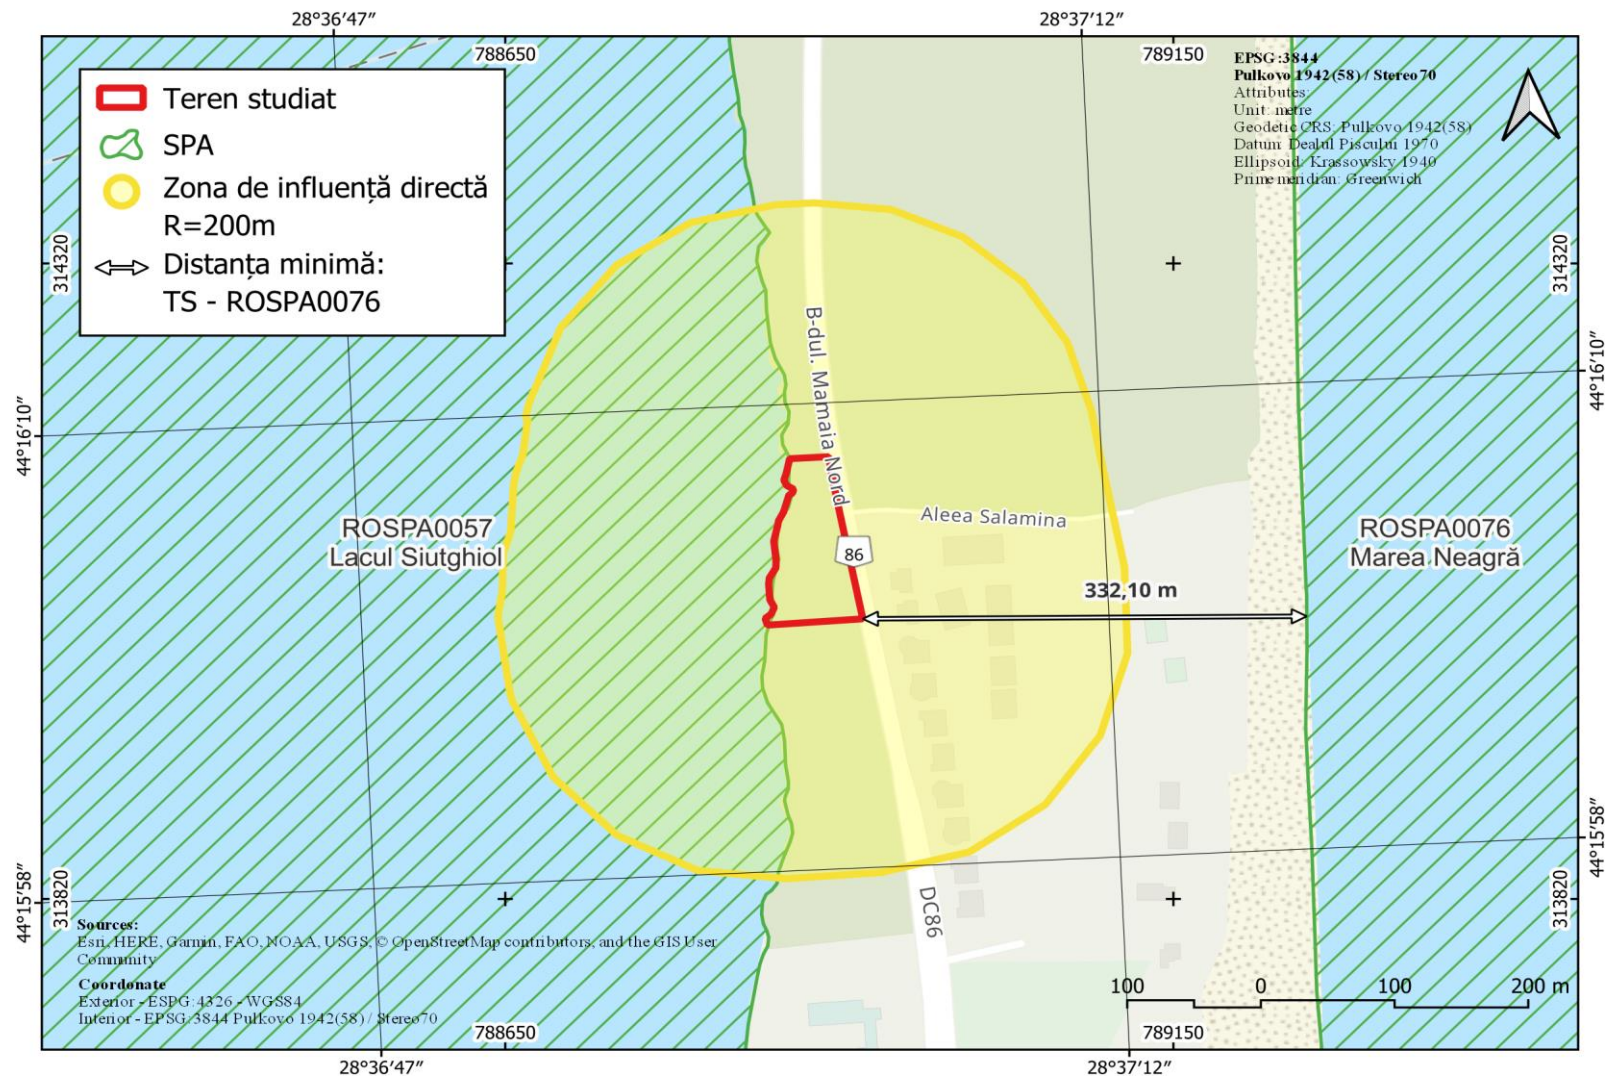 28°36′47″
28°37′12″
788650
789150
Teren studiat
SPA
Zona de influență directă
R=200m
Distanța minimă:
TS - ROSPA0076
EPSG:3844
Pulkovo 1942(58) / Stereo70
Attributes:
Unit: metre
Geodetic CRS: Pulkovo 1942(58)
Datum: Dealul Piscului 1970
Ellipsoid: Krassowsky 1940
Prime meridian: Greenwich
314320
314320
44°16′10″
44°16′10″
B-dul. Mamaia Nord
Aleea Salamina
ROSPA0057
Lacul Siutghiol
86
ROSPA0076
Marea Neagră
332,10 m
44°15′58″
44°15′58″
313820
313820
DC86
Sources:
Esri, HERE, Garmin, FAO, NOAA, USGS, © OpenStreetMap contributors, and the GIS User
Community
Coordonate
Exterior - ESPG:4326 - WGS84
Interior - EPSG:3844 Pulkovo 1942(58) / Stereo70
100 0 100 200 m
788650
789150
28°36′47″
28°37′12″